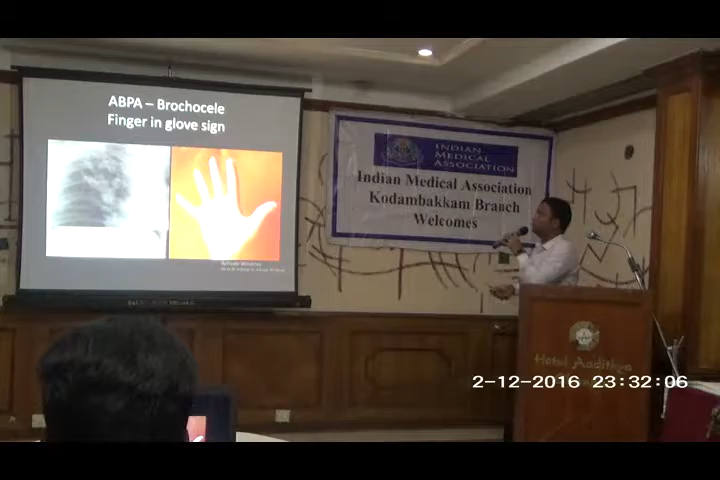 ABPA – Brochocele
Finger in glove sign
INDIAN
MEDICAL
ASSOCIATION
Indian Medical Association
Kodambakkam Branch
Welcomes
Hotel Aadithya
2-12-2016 23:32:06